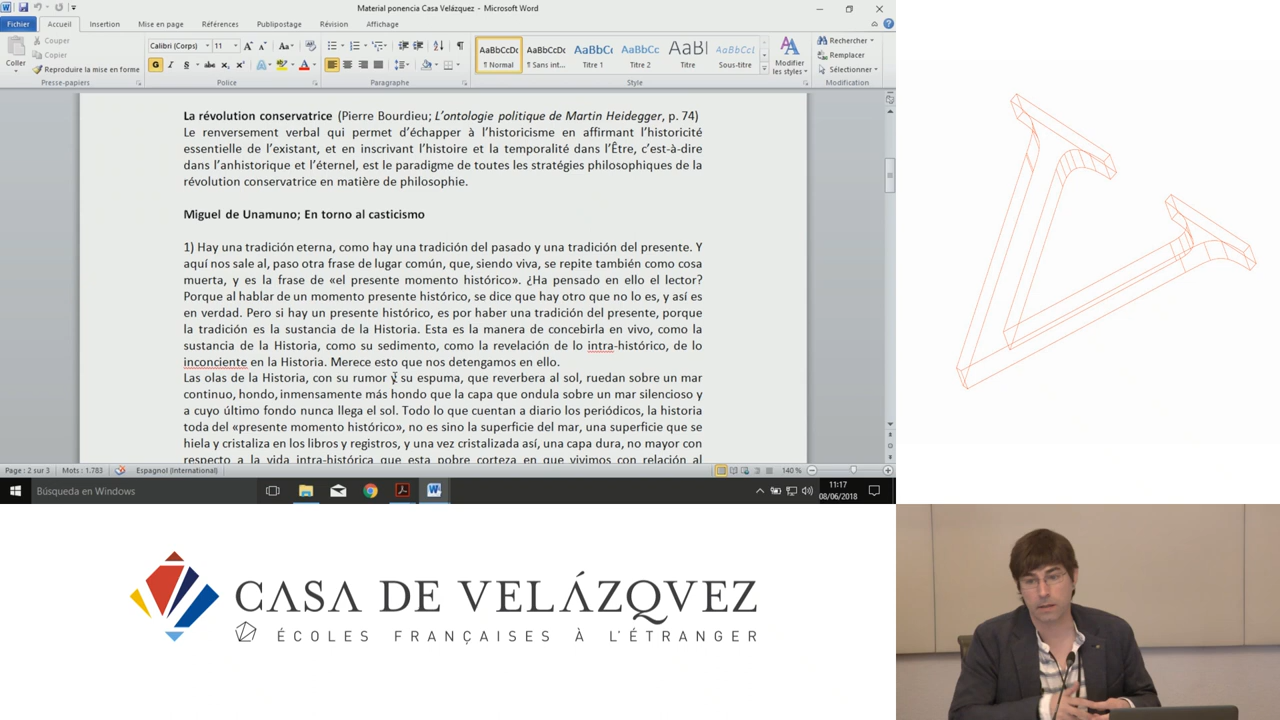 Material ponencia Casa Velázquez - Microsoft Word
Fichier Accueil Insertion Mise en page Références Publipostage Révision Affichage
Couper
Copier
Reproduire la mise en forme
Coller
Presse-papiers
Calibri (Corps) 11
Police
Paragraphe
AaBbCcDc AaBbCcDc AaBbC AaBbCc AaBI AaBbCcI
¶ Normal ¶ Sans int... Titre 1 Titre 2 Titre Sous-titre
Modifier les styles
Style
Rechercher
Remplacer
Sélectionner
Modification
La révolution conservatrice (Pierre Bourdieu; L’ontologie politique de Martin Heidegger, p. 74)
Le renversement verbal qui permet d’échapper à l’historicisme en affirmant l’historicité
essentielle de l’existant, et en inscrivant l’histoire et la temporalité dans l’Être, c’est-à-dire
dans l’anhistorique et l’éternel, est le paradigme de toutes les stratégies philosophiques de la
révolution conservatrice en matière de philosophie.
Miguel de Unamuno; En torno al casticismo
1) Hay una tradición eterna, como hay una tradición del pasado y una tradición del presente. Y
aquí nos sale al, paso otra frase de lugar común, que, siendo viva, se repite también como cosa
muerta, y es la frase de «el presente momento histórico». ¿Ha pensado en ello el lector?
Porque al hablar de un momento presente histórico, se dice que hay otro que no lo es, y así es
en verdad. Pero si hay un presente histórico, es por haber una tradición del presente, porque
la tradición es la sustancia de la Historia. Esta es la manera de concebirla en vivo, como la
sustancia de la Historia, como su sedimento, como la revelación de lo intra-histórico, de lo
inconciente en la Historia. Merece esto que nos detengamos en ello.
Las olas de la Historia, con su rumor y su espuma, que reverbera al sol, ruedan sobre un mar
continuo, hondo, inmensamente más hondo que la capa que ondula sobre un mar silencioso y
a cuyo último fondo nunca llega el sol. Todo lo que cuentan a diario los periódicos, la historia
toda del «presente momento histórico», no es sino la superficie del mar, una superficie que se
hiela y cristaliza en los libros y registros, y una vez cristalizada así, una capa dura, no mayor con
respecto a la vida intra-histórica que esta pobre corteza en que vivimos con relación al
Page : 2 sur 3 Mots : 1.783 Espagnol (International) 140 %
Búsqueda en Windows
11:17
08/06/2018
CASA DE VELÁZQVEZ
ÉCOLES FRANÇAISES À L’ÉTRANGER